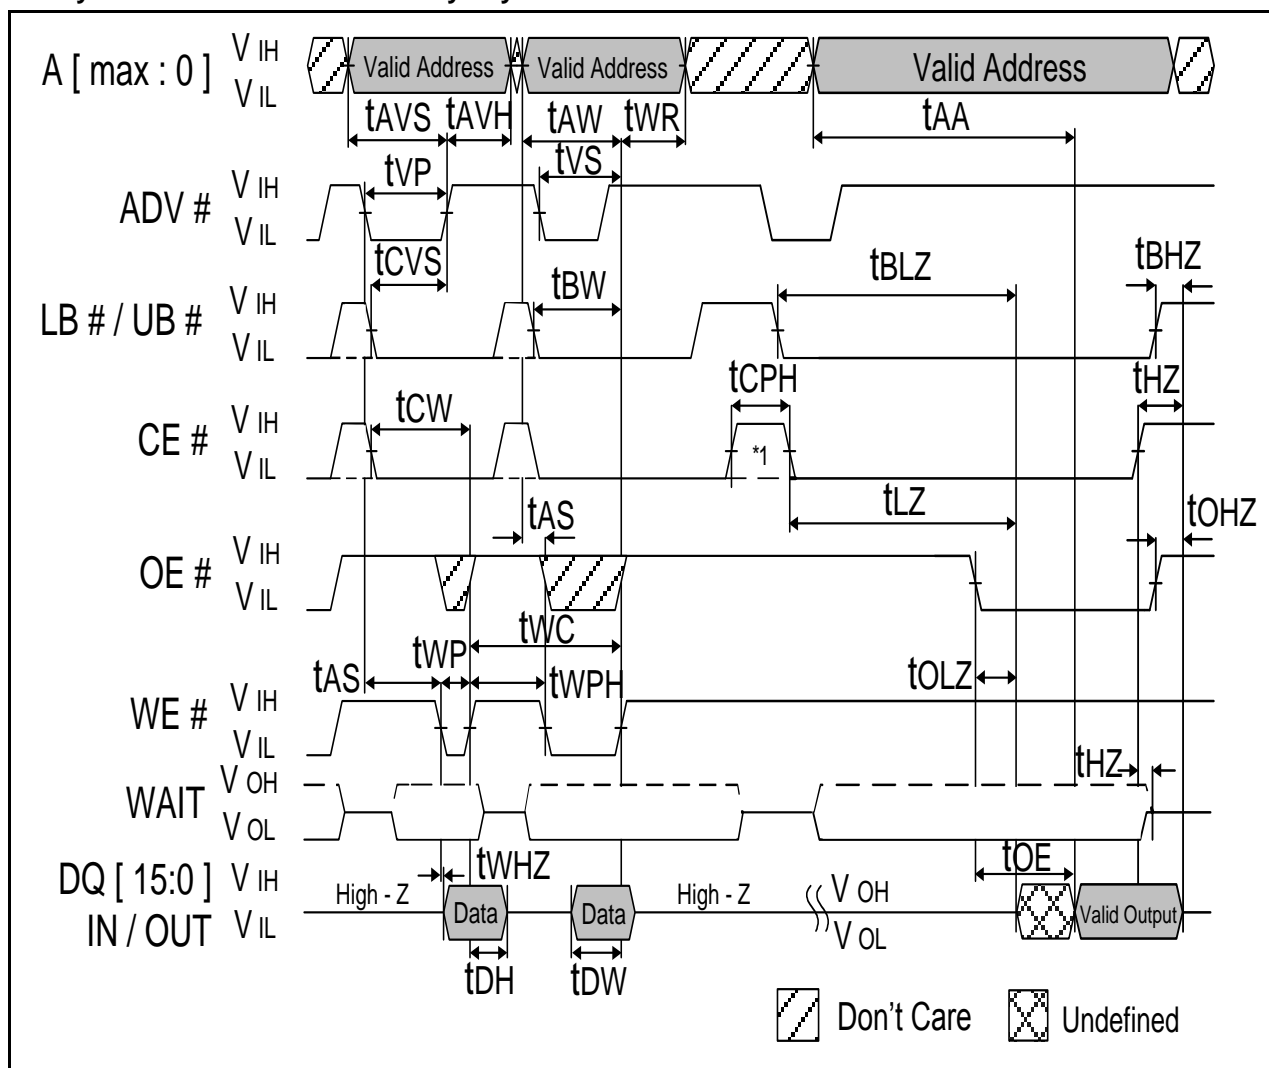 A [ max : 0 ]
V IH
V IL
Valid Address
Valid Address
Valid Address
tAVS
tAVH
tAW
tWR
tAA
ADV #
V IH
V IL
tVP
tVS
tCVS
LB # / UB #
V IH
V IL
tBW
tBLZ
tBHZ
CE #
V IH
V IL
tCW
tCPH
*1
tHZ
tAS
tLZ
tOHZ
OE #
V IH
V IL
tWC
tAS
tWP
tWPH
tOLZ
WE #
V IH
V IL
tHZ
WAIT
V OH
V OL
tWHZ
tOE
DQ [ 15:0 ]
IN / OUT
V IH
V IL
High - Z
Data
Data
High - Z
V OH
V OL
Valid Output
tDH
tDW
Don't Care
Undefined